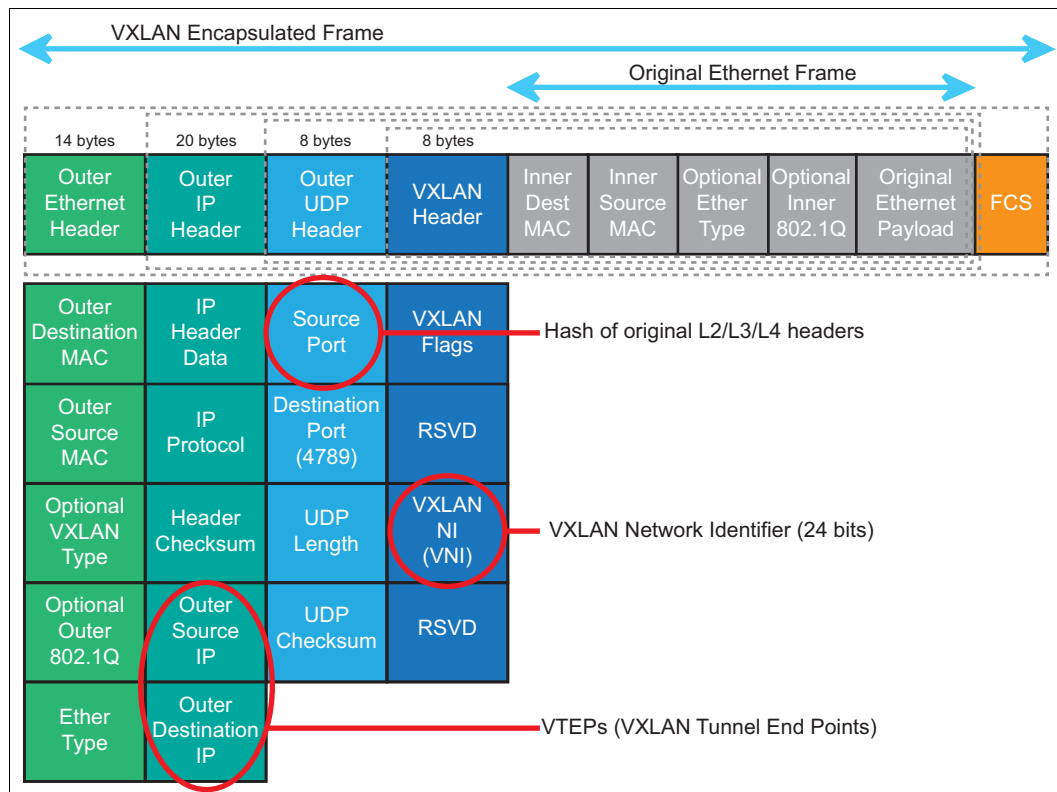 VXLAN Encapsulated Frame
Original Ethernet Frame
14 bytes
20 bytes
8 bytes
8 bytes
Outer
Ethernet
Header
Outer
IP
Header
Outer
UDP
Header
VXLAN
Header
Inner
Dest
MAC
Inner
Source
MAC
Optional
Ether
Type
Optional
Inner
802.1Q
Original
Ethernet
Payload
FCS
Outer
Destination
MAC
IP
Header
Data
Source
Port
VXLAN
Flags
Hash of original L2/L3/L4 headers
Outer
Source
MAC
IP
Protocol
Destination
Port
(4789)
RSVD
Optional
VXLAN
Type
Header
Checksum
UDP
Length
VXLAN
NI
(VNI)
VXLAN Network Identifier (24 bits)
Optional
Outer
802.1Q
Outer
Source
IP
UDP
Checksum
RSVD
Ether
Type
Outer
Destination
IP
VTEPs (VXLAN Tunnel End Points)